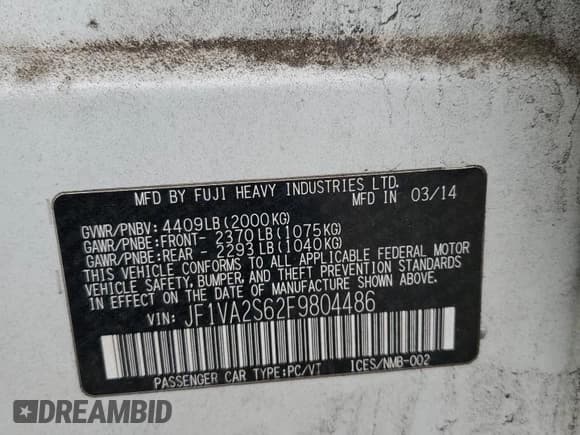 MFD BY FUJI HEAVY INDUSTRIES LTD.
MFD IN 03/14
GVWR/PNBV: 4409LB(2000KG)
GAWR/PNBE:FRONT- 2370LB(1075KG)
GAWR/PNBE:REAR - 2293LB(1040KG)
THIS VEHICLE CONFORMS TO ALL APPLICABLE FEDERAL MOTOR
VEHICLE SAFETY, BUMPER, AND THEFT PREVENTION STANDARDS
IN EFFECT ON THE DATE OF MANUFACTURE SHOWN ABOVE.
VIN: JF1VA2S62F9804486
PASSENGER CAR TYPE:PC/VT ICES/NMB-002
DREAMBID